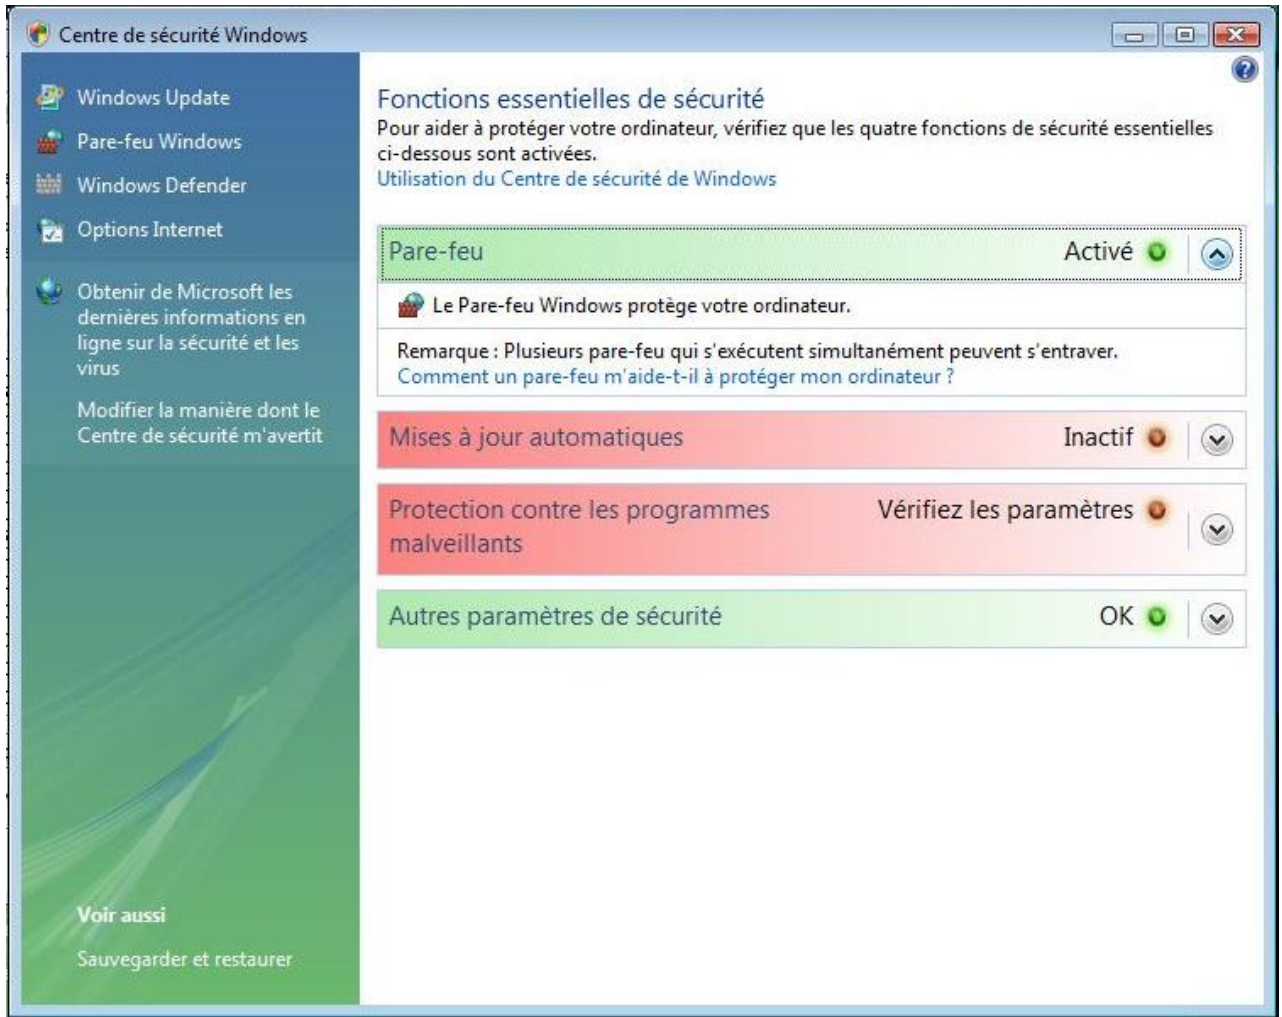 Centre de sécurité Windows
Windows Update
Pare-feu Windows
Windows Defender
Options Internet
Obtenir de Microsoft les
dernières informations en
ligne sur la sécurité et les
virus
Modifier la manière dont le
Centre de sécurité m'avertit
Voir aussi
Sauvegarder et restaurer
Fonctions essentielles de sécurité
Pour aider à protéger votre ordinateur, vérifiez que les quatre fonctions de sécurité essentielles
ci-dessous sont activées.
Utilisation du Centre de sécurité de Windows
Pare-feu Activé
Le Pare-feu Windows protège votre ordinateur.
Remarque : Plusieurs pare-feu qui s'exécutent simultanément peuvent s'entraver.
Comment un pare-feu m'aide-t-il à protéger mon ordinateur ?
Mises à jour automatiques Inactif
Protection contre les programmes Vérifiez les paramètres
malveillants
Autres paramètres de sécurité OK